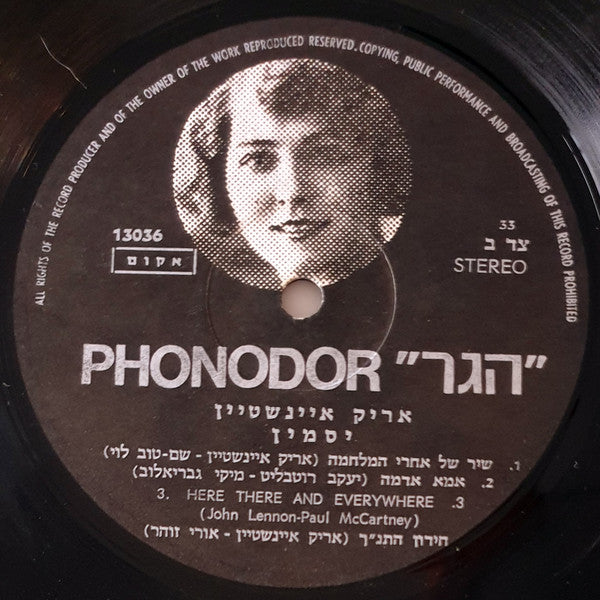 ALL RIGHTS OF THE RECORD PRODUCER AND OF THE OWNER OF THE WORK REPRODUCED RESERVED. COPYING, PUBLIC PERFORMANCE AND BROADCASTING OF THIS RECORD PROHIBITED
13036
אקום
33
צד ב
STEREO
PHONODOR "הגר"
אריק איינשטיין
יסמין
1. שיר של אחרי המלחמה (אריק איינשטיין - שם-טוב לוי)
2. אמא אדמה (יעקב רוטבליט - מיקי גבריאלוב)
3. HERE THERE AND EVERYWHERE .3
(John Lennon-Paul McCartney)
חידון התנ"ך (אריק איינשטיין - אורי זוהר)